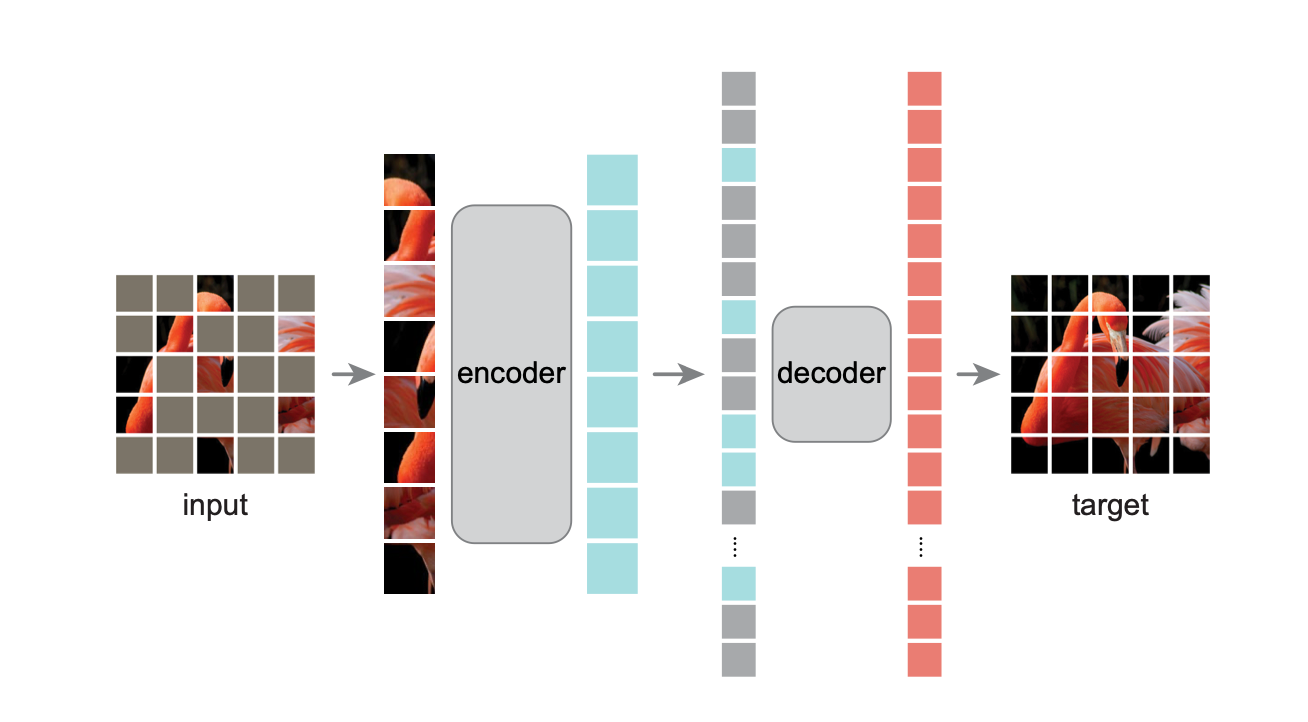 encoder
decoder
input
target